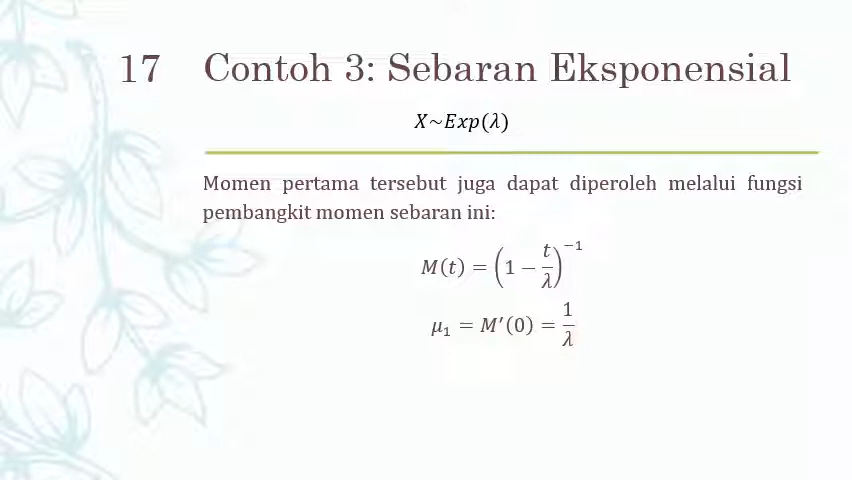 17 Contoh 3: Sebaran Eksponensial
X~Exp(λ)
Momen pertama tersebut juga dapat diperoleh melalui fungsi
pembangkit momen sebaran ini:
M(t) = (1 − t/λ)⁻¹
μ₁ = M′(0) = 1/λ